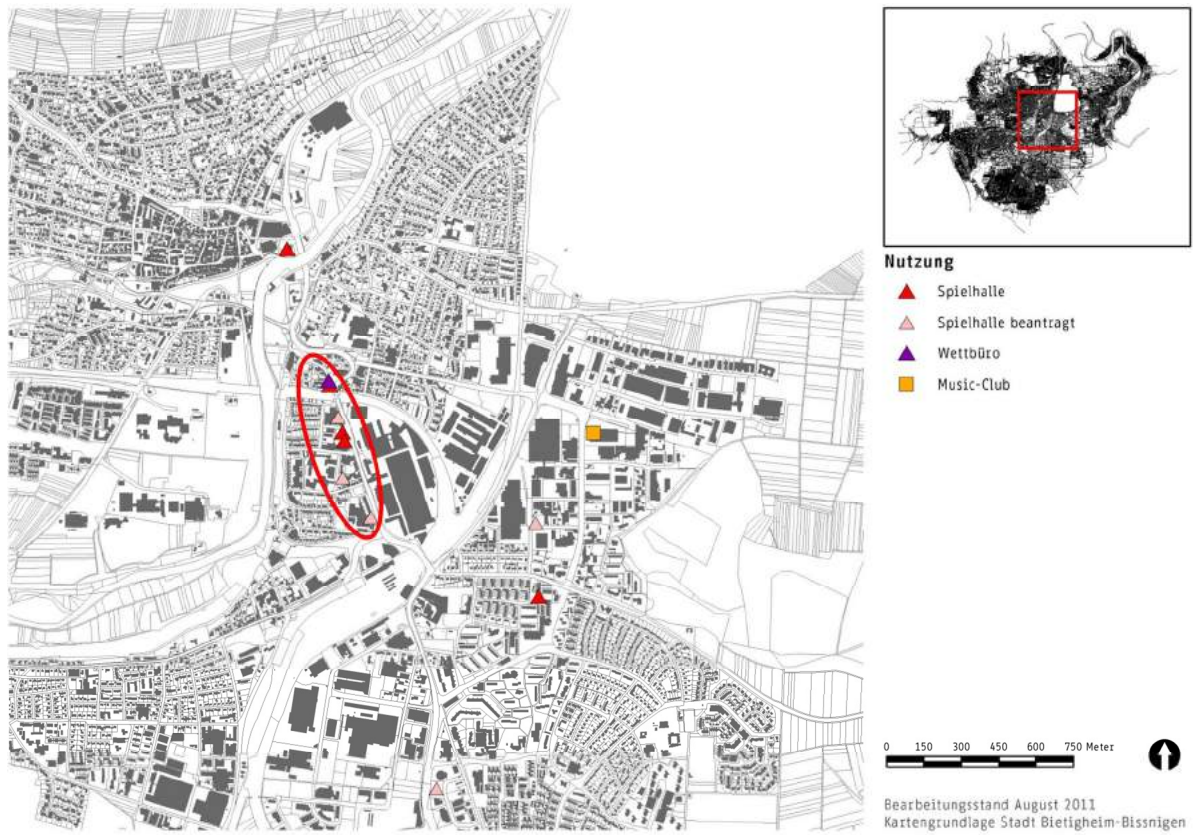 Nutzung
Spielhalle
Spielhalle beantragt
Wettbüro
Music-Club
0 150 300 450 600 750 Meter
Bearbeitungsstand August 2011
Kartengrundlage Stadt Bietigheim-Bissnigen